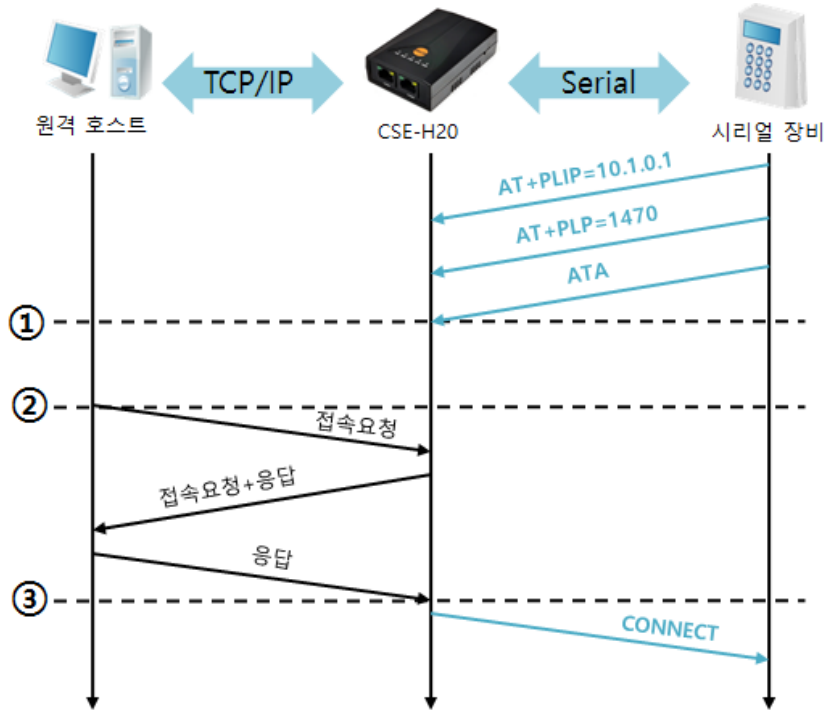 TCP/IP
Serial
원격 호스트
CSE-H20
시리얼 장비
AT+PLIP=10.1.0.1
AT+PLP=1470
ATA
①
②
접속요청
접속요청+응답
응답
③
CONNECT